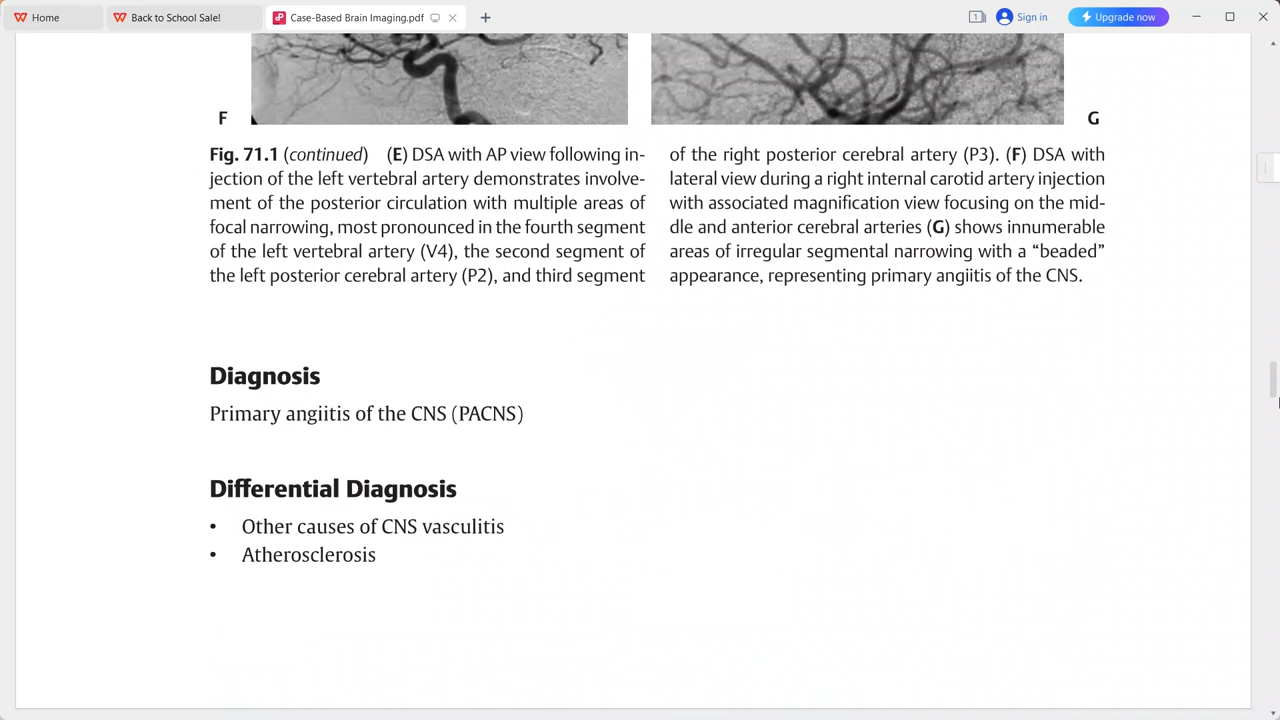 Home
Back to School Sale!
Case-Based Brain Imaging.pdf
1
Sign in
Upgrade now
F
G
Fig. 71.1 (continued) (E) DSA with AP view following in-
jection of the left vertebral artery demonstrates involve-
ment of the posterior circulation with multiple areas of
focal narrowing, most pronounced in the fourth segment
of the left vertebral artery (V4), the second segment of
the left posterior cerebral artery (P2), and third segment
of the right posterior cerebral artery (P3). (F) DSA with
lateral view during a right internal carotid artery injection
with associated magnification view focusing on the mid-
dle and anterior cerebral arteries (G) shows innumerable
areas of irregular segmental narrowing with a “beaded”
appearance, representing primary angiitis of the CNS.
Diagnosis
Primary angiitis of the CNS (PACNS)
Differential Diagnosis
• Other causes of CNS vasculitis
• Atherosclerosis